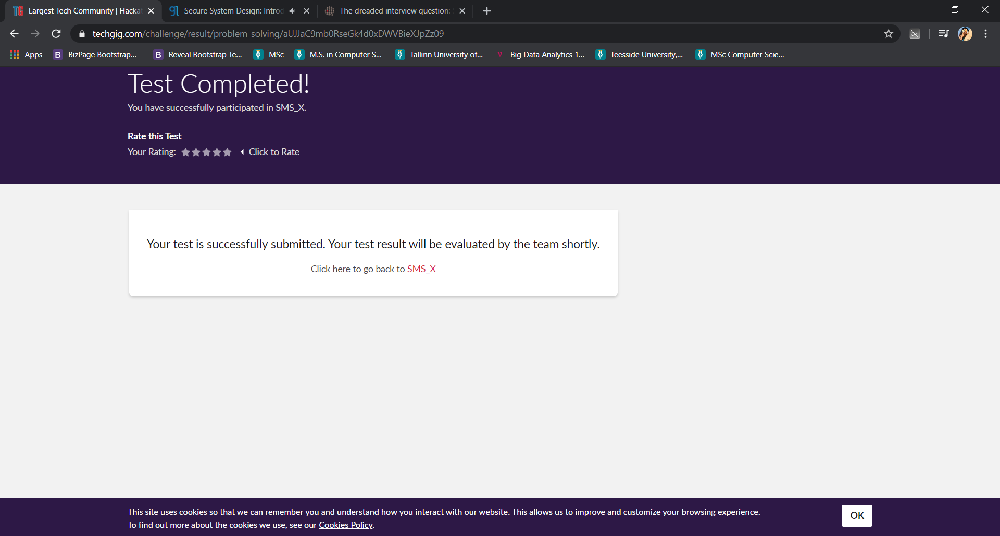 Largest Tech Community | Hacka
Secure System Design: Introd
The dreaded interview question:
techgig.com/challenge/result/problem-solving/aUJJaC9mb0RseGk4d0xDWVBieXJpZz09
Apps
BizPage Bootstrap...
Reveal Bootstrap Te...
MSc
M.S. in Computer S...
Tallinn University of...
Big Data Analytics 1...
Teesside University,...
MSc Computer Scie...
Test Completed!
You have successfully participated in SMS_X.
Rate this Test
Your Rating: Click to Rate
Your test is successfully submitted. Your test result will be evaluated by the team shortly.
Click here to go back to SMS_X
This site uses cookies so that we can remember you and understand how you interact with our website. This allows us to improve and customize your browsing experience.
To find out more about the cookies we use, see our Cookies Policy.
OK